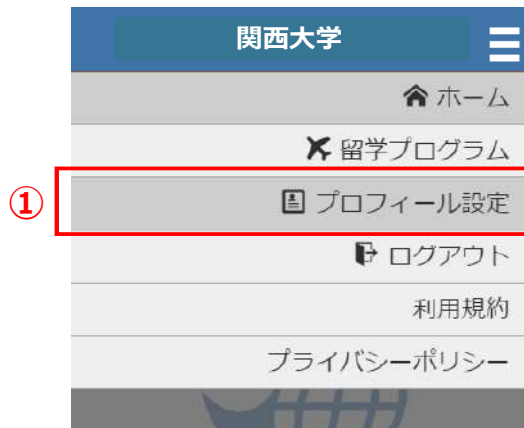 関西大学
ホーム
留学プログラム
① プロフィール設定
ログアウト
利用規約
プライバシーポリシー